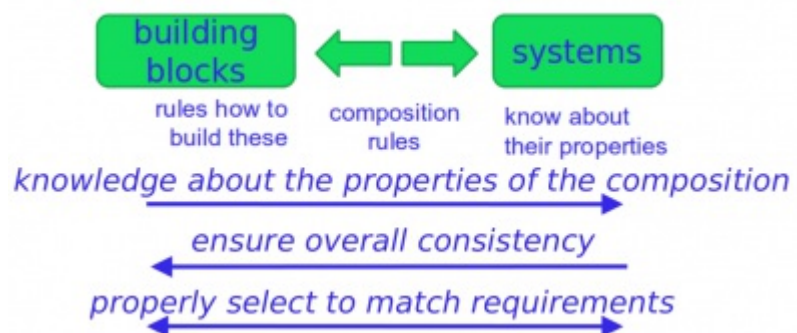 building
blocks
systems
rules how to
build these
composition
rules
know about
their properties
knowledge about the properties of the composition
ensure overall consistency
properly select to match requirements